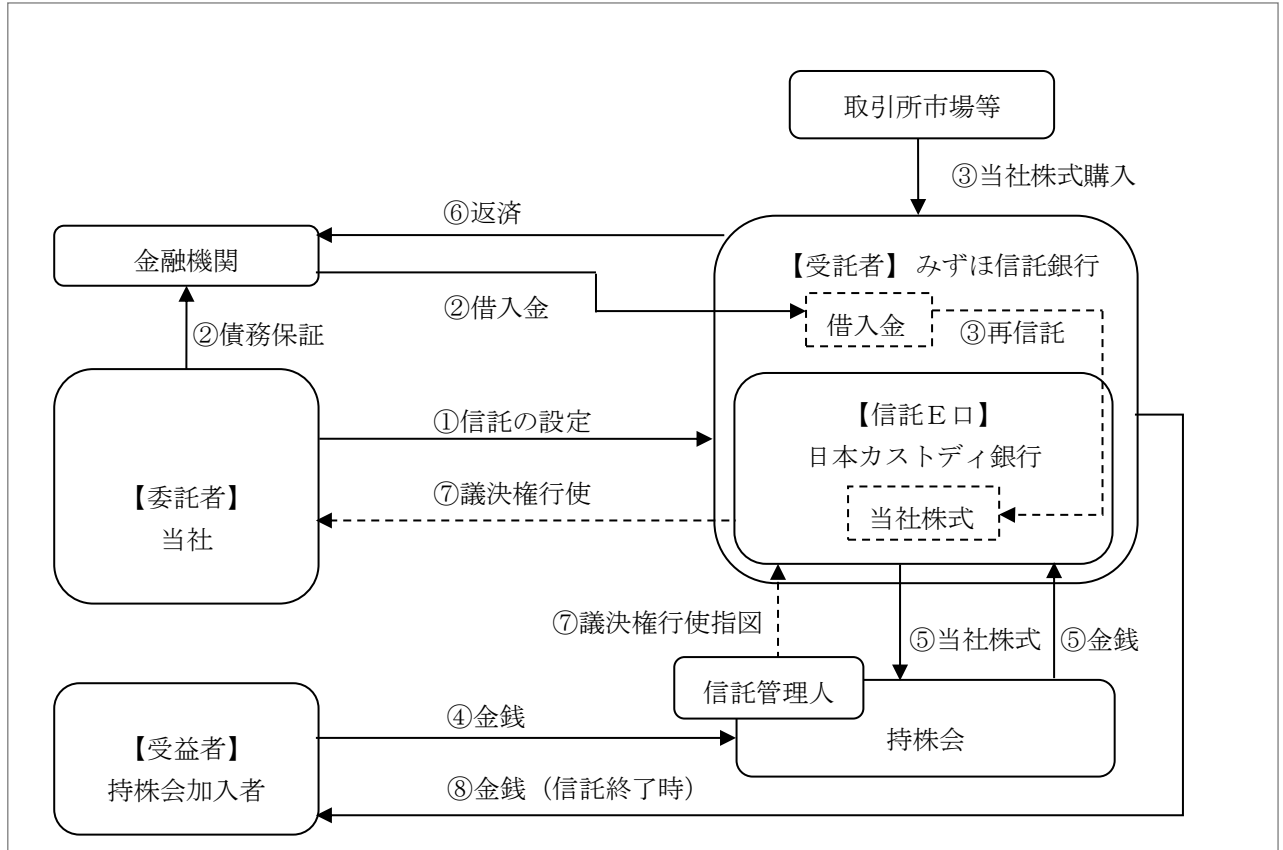 取引所市場等
③当社株式購入
⑥返済
金融機関
【受託者】みずほ信託銀行
②借入金
借入金
③再信託
②債務保証
①信託の設定
【信託E口】
日本カストディ銀行
⑦議決権行使
当社株式
【委託者】
当社
⑦議決権行使指図
⑤当社株式
⑤金銭
信託管理人
④金銭
持株会
【受益者】
持株会加入者
⑧金銭（信託終了時）